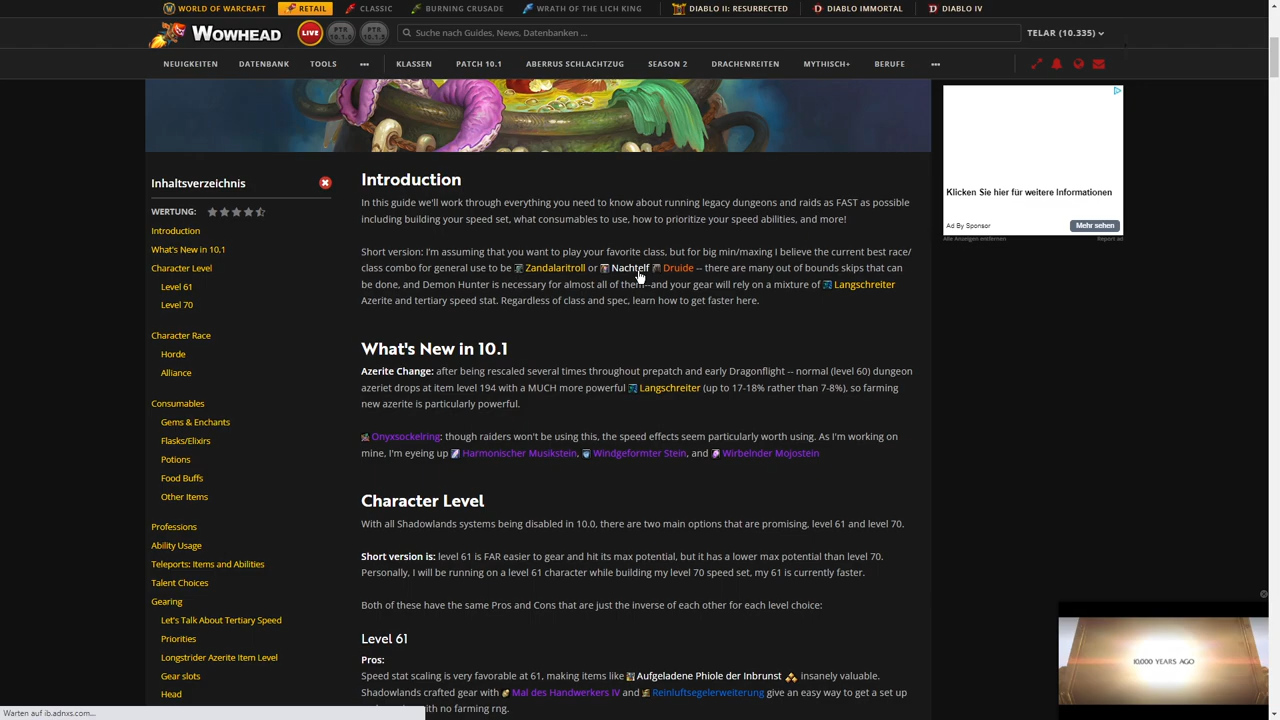 WORLD OF WARCRAFT RETAIL CLASSIC BURNING CRUSADE WRATH OF THE LICH KING DIABLO II: RESURRECTED DIABLO IMMORTAL DIABLO IV
WOWHEAD LIVE PTR 10.1.0 PTR 10.1.5 Suche nach Guides, News, Datenbanken ... TELAR (10.335)
NEUIGKEITEN DATENBANK TOOLS ••• KLASSEN PATCH 10.1 ABERRUS SCHLACHTZUG SEASON 2 DRACHENREITEN MYTHISCH+ BERUFE •••
Inhaltsverzeichnis
WERTUNG:
Introduction
What's New in 10.1
Character Level
Level 61
Level 70
Character Race
Horde
Alliance
Consumables
Gems & Enchants
Flasks/Elixirs
Potions
Food Buffs
Other Items
Professions
Ability Usage
Teleports: Items and Abilities
Talent Choices
Gearing
Let's Talk About Tertiary Speed
Priorities
Longstrider Azerite Item Level
Gear slots
Head
Introduction
In this guide we'll work through everything you need to know about running legacy dungeons and raids as FAST as possible
including building your speed set, what consumables to use, how to prioritize your speed abilities, and more!
Short version: I'm assuming that you want to play your favorite class, but for big min/maxing I believe the current best race/
class combo for general use to be Zandalaritroll or Nachtelf Druide -- there are many out of bounds skips that can
be done, and Demon Hunter is necessary for almost all of them--and your gear will rely on a mixture of Langschreiter
Azerite and tertiary speed stat. Regardless of class and spec, learn how to get faster here.
What's New in 10.1
Azerite Change: after being rescaled several times throughout prepatch and early Dragonflight -- normal (level 60) dungeon
azeriet drops at item level 194 with a MUCH more powerful Langschreiter (up to 17-18% rather than 7-8%), so farming
new azerite is particularly powerful.
Onyxsockelring: though raiders won't be using this, the speed effects seem particularly worth using. As I'm working on
mine, I'm eyeing up Harmonischer Musikstein, Windgeformter Stein, and Wirbelnder Mojostein
Character Level
With all Shadowlands systems being disabled in 10.0, there are two main options that are promising, level 61 and level 70.
Short version is: level 61 is FAR easier to gear and hit its max potential, but it has a lower max potential than level 70.
Personally, I will be running on a level 61 character while building my level 70 speed set, my 61 is currently faster.
Both of these have the same Pros and Cons that are just the inverse of each other for each level choice:
Level 61
Pros:
Speed stat scaling is very favorable at 61, making items like Aufgeladene Phiole der Inbrunst insanely valuable.
Shadowlands crafted gear with Mal des Handwerkers IV and Reinluftsegelerweiterung give an easy way to get a set up
with no farming rng.
Klicken Sie hier für weitere Informationen
Ad By Sponsor Mehr sehen
Alle Anzeigen entfernen Report ad
10,000 YEARS AGO
Warten auf ib.adnxs.com...